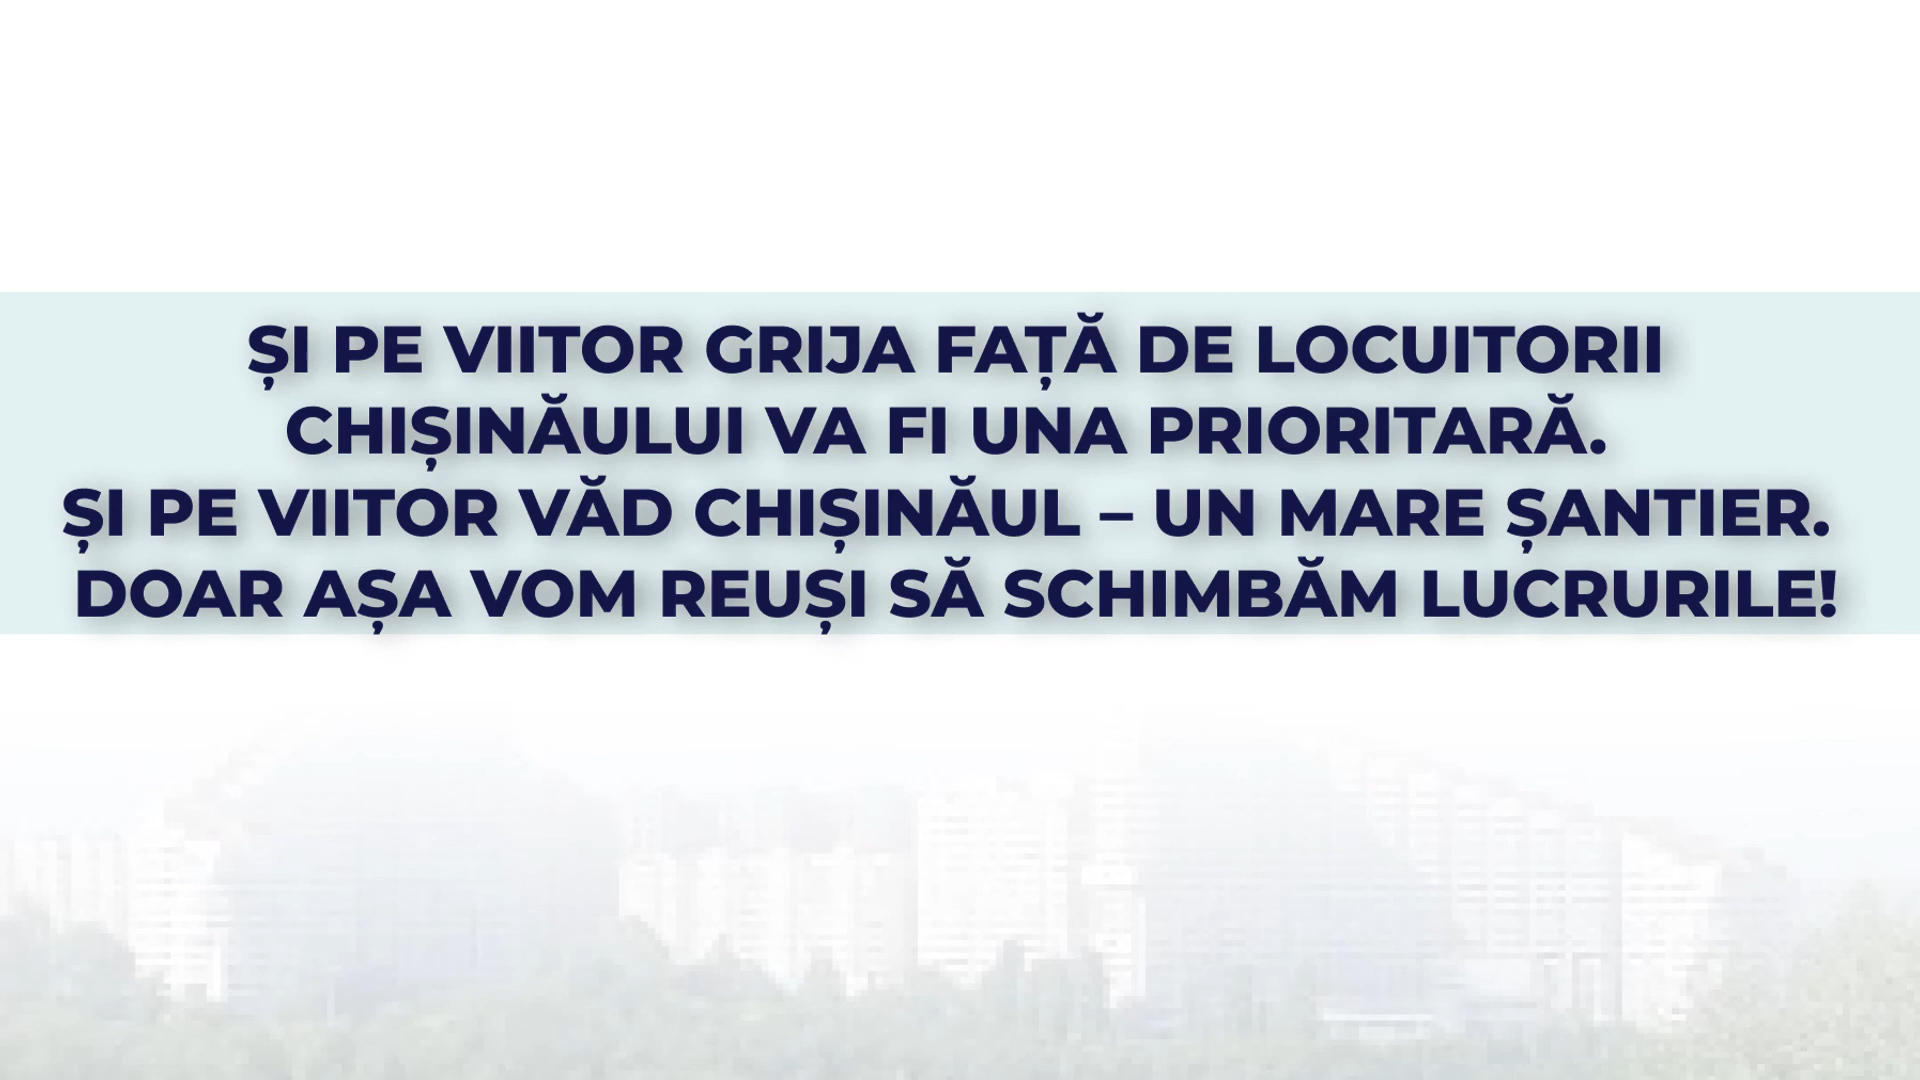 ȘI PE VIITOR GRIJA FAȚĂ DE LOCUITORII
CHIȘINĂULUI VA FI UNA PRIORITARĂ.
ȘI PE VIITOR VĂD CHIȘINĂUL – UN MARE ȘANTIER.
DOAR AȘA VOM REUȘI SĂ SCHIMBĂM LUCRURILE!